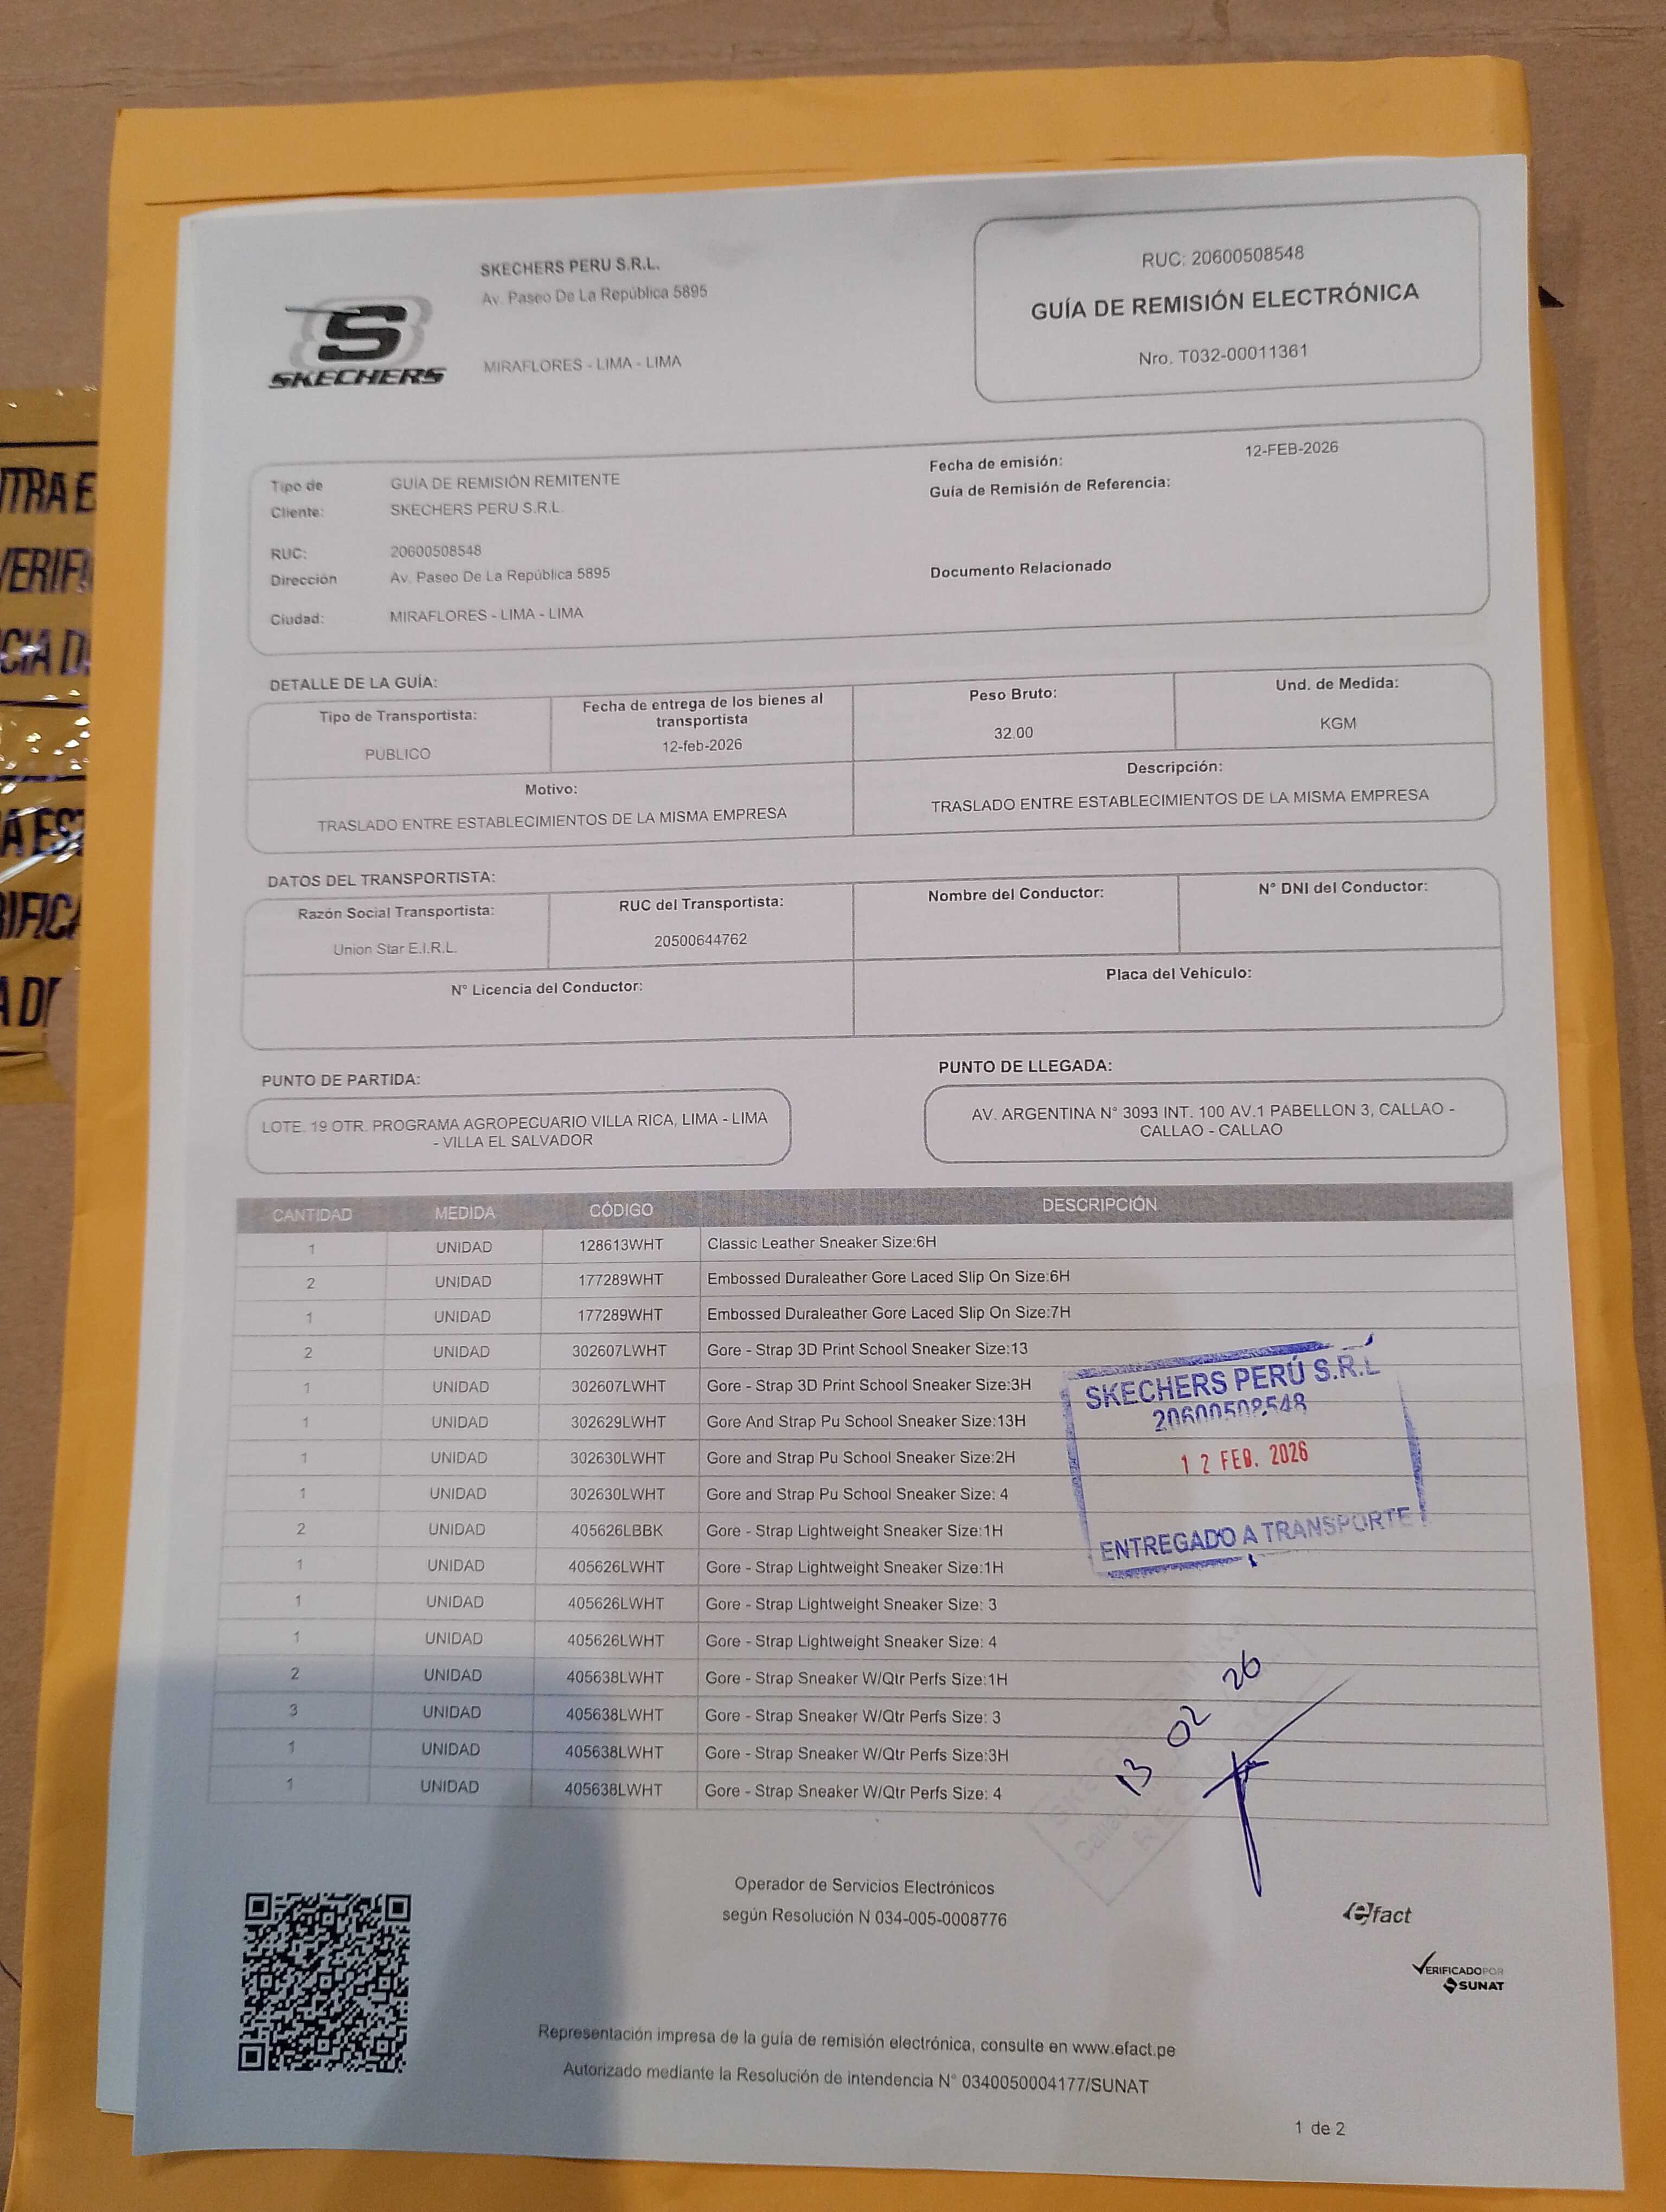 SKECHERS PERU S.R.L.
Av. Paseo De La República 5895
MIRAFLORES - LIMA - LIMA
SKECHERS
RUC: 20600508548
GUÍA DE REMISIÓN ELECTRÓNICA
Nro. T032-00011361
Tipo de GUIA DE REMISIÓN REMITENTE
Cliente: SKECHERS PERU S.R.L.
RUC: 20600508548
Dirección Av. Paseo De La República 5895
Ciudad: MIRAFLORES - LIMA - LIMA
Fecha de emisión: 12-FEB-2026
Guía de Remisión de Referencia:
Documento Relacionado
DETALLE DE LA GUÍA:
Tipo de Transportista:
PUBLICO
Fecha de entrega de los bienes al
transportista
12-feb-2026
Peso Bruto:
32.00
Und. de Medida:
KGM
Motivo:
TRASLADO ENTRE ESTABLECIMIENTOS DE LA MISMA EMPRESA
Descripción:
TRASLADO ENTRE ESTABLECIMIENTOS DE LA MISMA EMPRESA
DATOS DEL TRANSPORTISTA:
Razón Social Transportista:
Union Star E.I.R.L.
RUC del Transportista:
20500644762
Nombre del Conductor:
N° DNI del Conductor:
N° Licencia del Conductor:
Placa del Vehículo:
PUNTO DE PARTIDA:
LOTE. 19 OTR. PROGRAMA AGROPECUARIO VILLA RICA, LIMA - LIMA
- VILLA EL SALVADOR
PUNTO DE LLEGADA:
AV. ARGENTINA N° 3093 INT. 100 AV.1 PABELLON 3, CALLAO -
CALLAO - CALLAO
CANTIDAD MEDIDA CÓDIGO DESCRIPCIÓN
1 UNIDAD 128613WHT Classic Leather Sneaker Size:6H
2 UNIDAD 177289WHT Embossed Duraleather Gore Laced Slip On Size:6H
1 UNIDAD 177289WHT Embossed Duraleather Gore Laced Slip On Size:7H
2 UNIDAD 302607LWHT Gore - Strap 3D Print School Sneaker Size:13
1 UNIDAD 302607LWHT Gore - Strap 3D Print School Sneaker Size:3H
1 UNIDAD 302629LWHT Gore And Strap Pu School Sneaker Size:13H
1 UNIDAD 302630LWHT Gore and Strap Pu School Sneaker Size:2H
1 UNIDAD 302630LWHT Gore and Strap Pu School Sneaker Size: 4
2 UNIDAD 405626LBBK Gore - Strap Lightweight Sneaker Size:1H
1 UNIDAD 405626LWHT Gore - Strap Lightweight Sneaker Size:1H
1 UNIDAD 405626LWHT Gore - Strap Lightweight Sneaker Size: 3
1 UNIDAD 405626LWHT Gore - Strap Lightweight Sneaker Size: 4
2 UNIDAD 405638LWHT Gore - Strap Sneaker W/Qtr Perfs Size:1H
3 UNIDAD 405638LWHT Gore - Strap Sneaker W/Qtr Perfs Size: 3
1 UNIDAD 405638LWHT Gore - Strap Sneaker W/Qtr Perfs Size:3H
1 UNIDAD 405638LWHT Gore - Strap Sneaker W/Qtr Perfs Size: 4
SKECHERS PERÚ S.R.L
20600508548
12 FEB. 2026
ENTREGADO A TRANSPORTE
13 02 26
Operador de Servicios Electrónicos
según Resolución N 034-005-0008776
efact
VERIFICADO POR
SUNAT
Representación impresa de la guía de remisión electrónica, consulte en www.efact.pe
Autorizado mediante la Resolución de intendencia N° 0340050004177/SUNAT
1 de 2